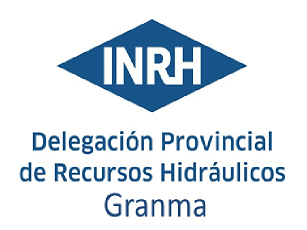 INRH
Delegación Provincial
de Recursos Hidráulicos
Granma